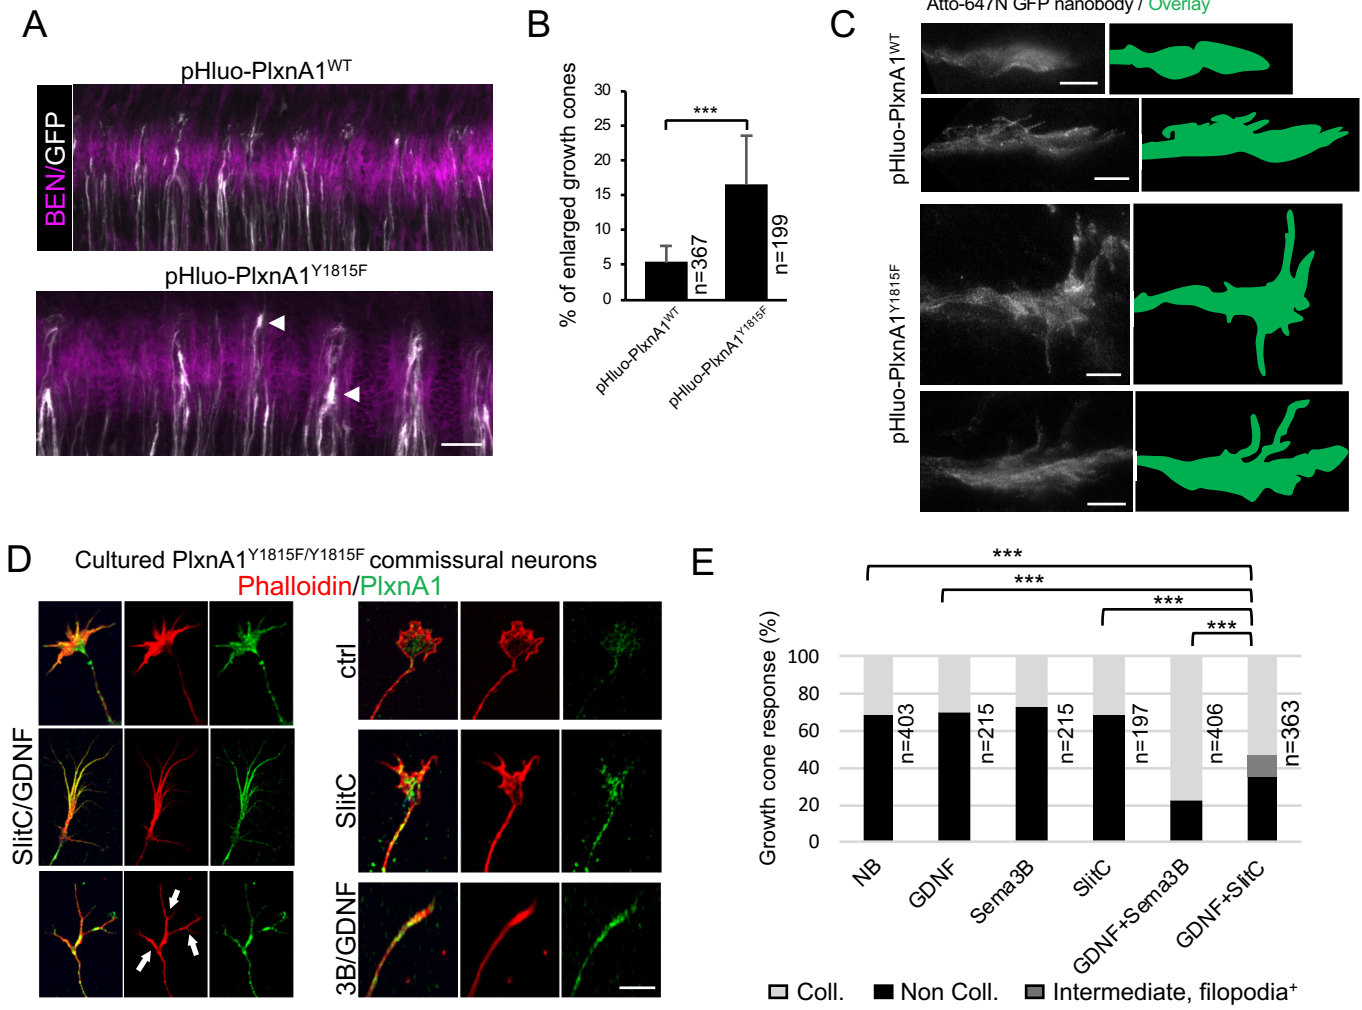 A
pHluo-PlxnA1WT
BEN/GFP
pHluo-PlxnA1Y1815F
B
% of enlarged growth cones
30
25
20
15
10
5
0
***
n=367
n=199
pHluo-PlxnA1WT
pHluo-PlxnA1Y1815F
C
Atto-647N GFP nanobody / Overlay
pHluo-PlxnA1WT
pHluo-PlxnA1Y1815F
D
Cultured PlxnA1Y1815F/Y1815F commissural neurons
Phalloidin/PlxnA1
SlitC/GDNF
ctrl
SlitC
3B/GDNF
E
***
***
***
***
Growth cone response (%)
100
80
60
40
20
0
n=403
n=215
n=215
n=197
n=406
n=363
NB
GDNF
Sema3B
SlitC
GDNF+Sema3B
GDNF+SlitC
Coll.
Non Coll.
Intermediate, filopodia+